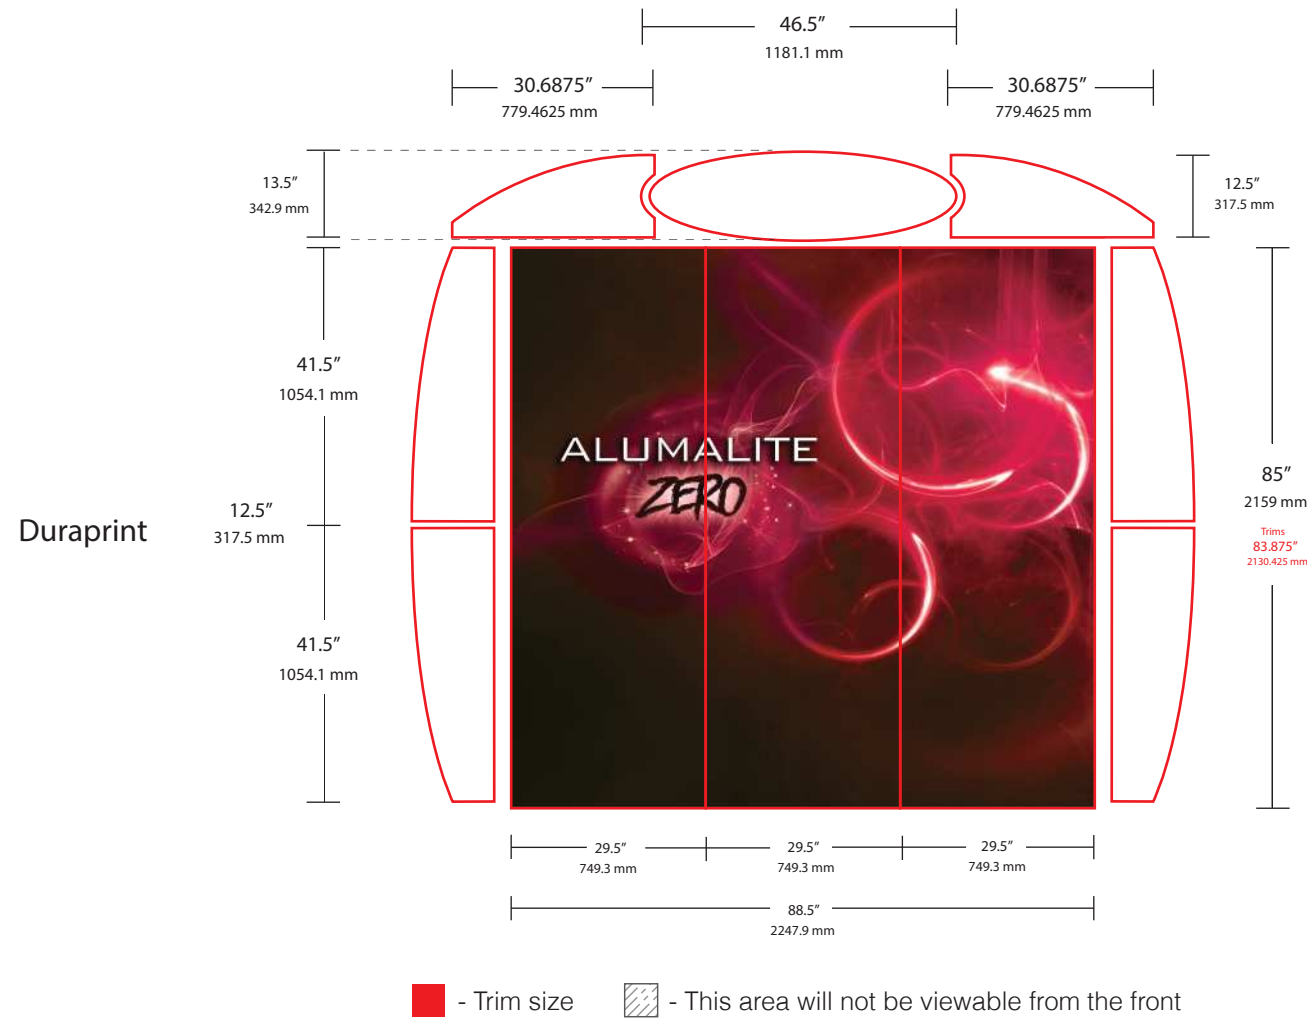 46.5”
1181.1 mm
30.6875”
779.4625 mm
30.6875”
779.4625 mm
13.5”
342.9 mm
12.5”
317.5 mm
41.5”
1054.1 mm
ALUMALITE
ZERO
85”
2159 mm
Duraprint
12.5”
317.5 mm
Trims
83.875”
2130.425 mm
41.5”
1054.1 mm
29.5”
749.3 mm
29.5”
749.3 mm
29.5”
749.3 mm
88.5”
2247.9 mm
- Trim size
- This area will not be viewable from the front